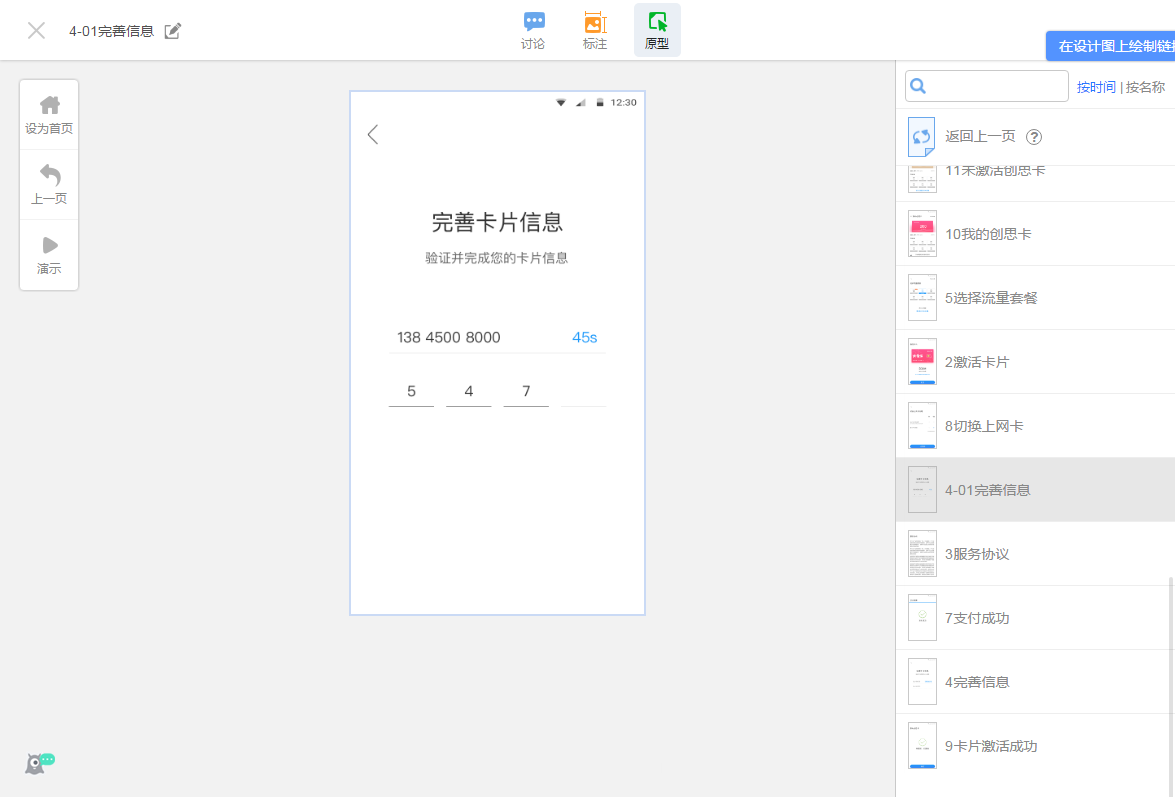 4-01完善信息
讨论
标注
原型
在设计图上绘制链
设为首页
上一页
演示
12:30
完善卡片信息
验证并完成您的卡片信息
138 4500 8000
45s
5 4 7
按时间 | 按名称
返回上一页 ?
11未激活创思卡
10我的创思卡
5选择流量套餐
2激活卡片
8切换上网卡
4-01完善信息
3服务协议
7支付成功
4完善信息
9卡片激活成功